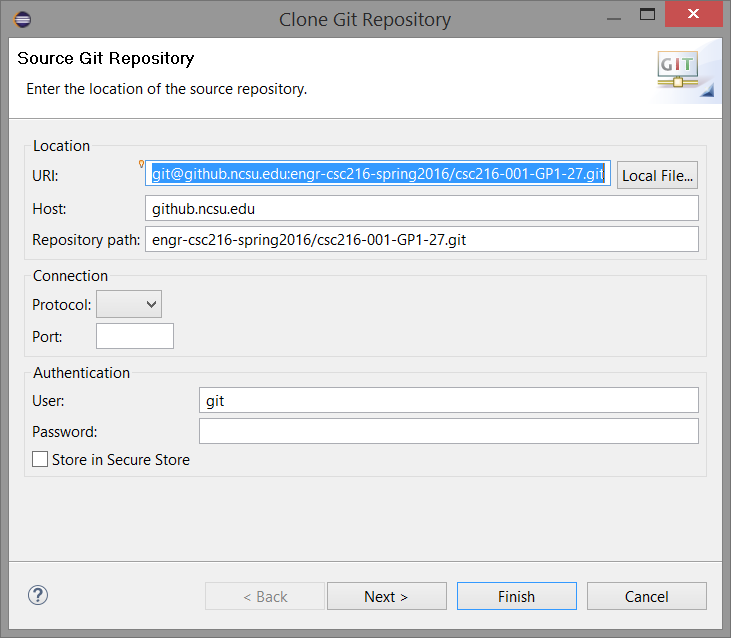 Clone Git Repository
Source Git Repository
Enter the location of the source repository.
GIT
Location
URI: git@github.ncsu.edu:engr-csc216-spring2016/csc216-001-GP1-27.git Local File...
Host: github.ncsu.edu
Repository path: engr-csc216-spring2016/csc216-001-GP1-27.git
Connection
Protocol:
Port:
Authentication
User: git
Password:
Store in Secure Store
? < Back Next > Finish Cancel